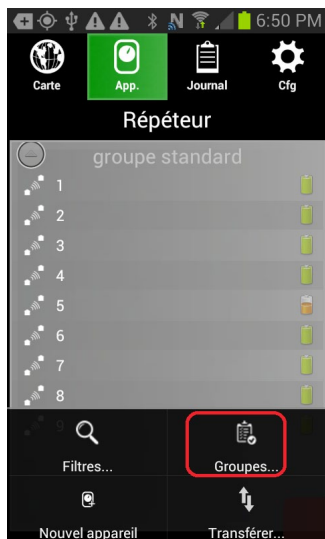 6:50 PM
Carte App. Journal Cfg
Répéteur
groupe standard
1
2
3
4
5
6
7
8
9
Filtres... Groupes...
Nouvel appareil Transférer...